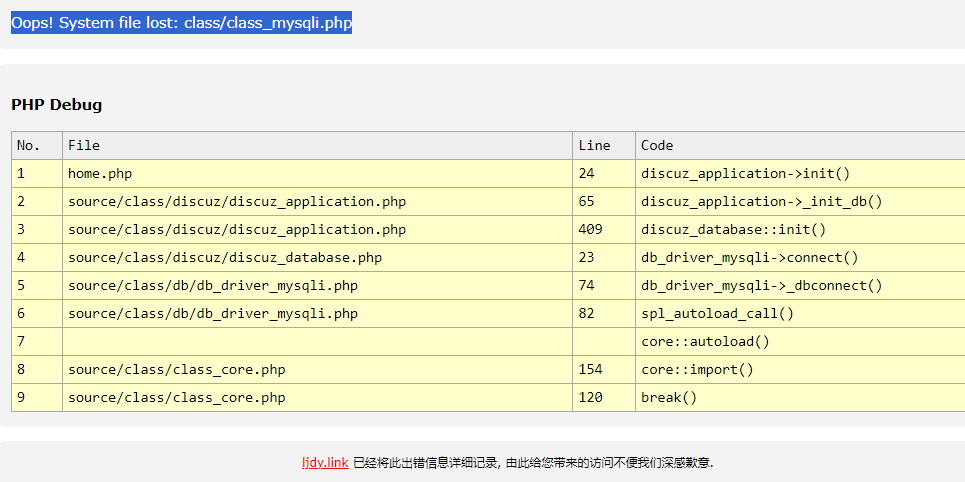 Oops! System file lost: class/class_mysqli.php
PHP Debug
No. File Line Code
1 home.php 24 discuz_application->init()
2 source/class/discuz/discuz_application.php 65 discuz_application->_init_db()
3 source/class/discuz/discuz_application.php 409 discuz_database::init()
4 source/class/discuz/discuz_database.php 23 db_driver_mysqli->connect()
5 source/class/db/db_driver_mysqli.php 74 db_driver_mysqli->_dbconnect()
6 source/class/db/db_driver_mysqli.php 82 spl_autoload_call()
7 core::autoload()
8 source/class/class_core.php 154 core::import()
9 source/class/class_core.php 120 break()
ljdy.link 已经将此出错信息详细记录, 由此给您带来的访问不便我们深感歉意.